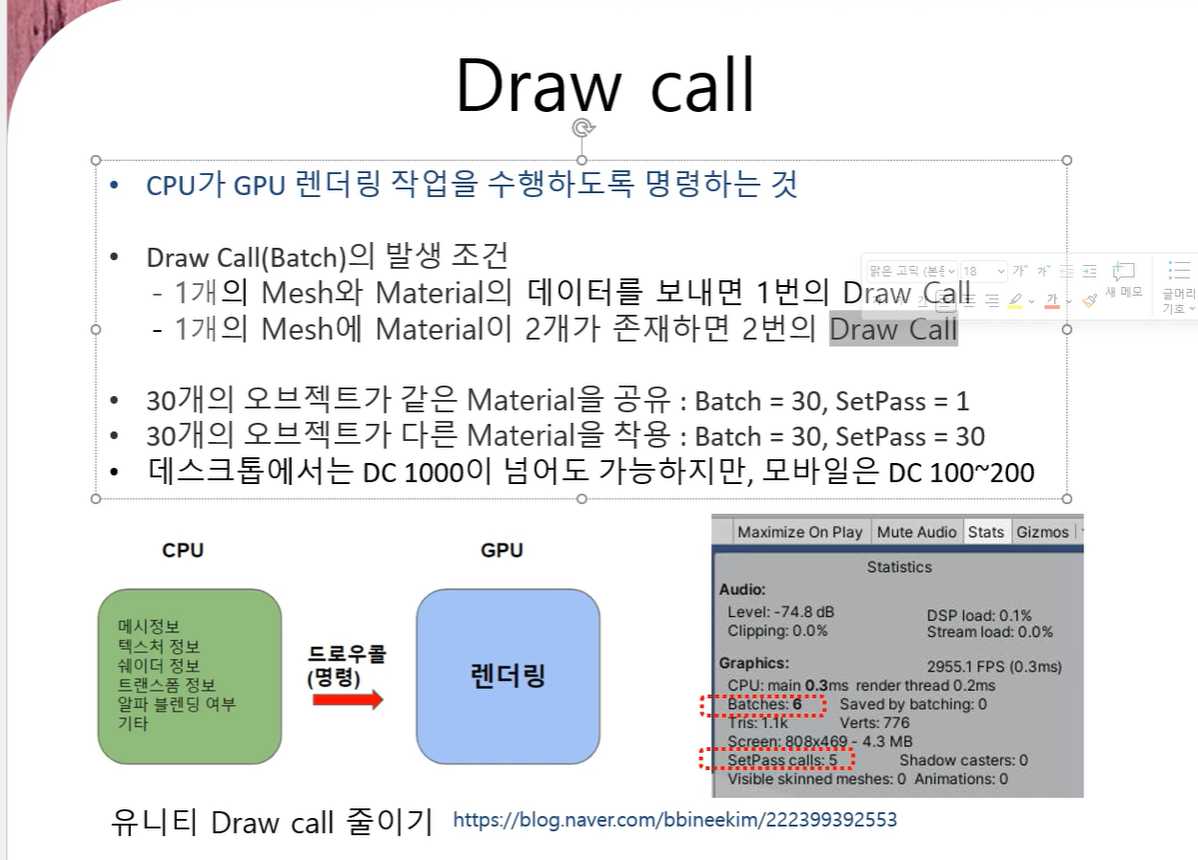 Draw call
• CPU가 GPU 렌더링 작업을 수행하도록 명령하는 것
• Draw Call(Batch)의 발생 조건
- 1개의 Mesh와 Material의 데이터를 보내면 1번의 Draw Call
- 1개의 Mesh에 Material이 2개가 존재하면 2번의 Draw Call
• 30개의 오브젝트가 같은 Material을 공유 : Batch = 30, SetPass = 1
• 30개의 오브젝트가 다른 Material을 착용 : Batch = 30, SetPass = 30
• 데스크톱에서는 DC 1000이 넘어도 가능하지만, 모바일은 DC 100~200
맑은 고딕 (본 18 가 가
가 새 메모
글머리
기호
CPU
메시정보
텍스처 정보
쉐이더 정보
트랜스폼 정보
알파 블렌딩 여부
기타
드로우콜
(명령)
GPU
렌더링
Maximize On Play Mute Audio Stats Gizmos
Statistics
Audio:
Level: -74.8 dB DSP load: 0.1%
Clipping: 0.0% Stream load: 0.0%
Graphics: 2955.1 FPS (0.3ms)
CPU: main 0.3ms render thread 0.2ms
Batches: 6 Saved by batching: 0
Tris: 1.1k Verts: 776
Screen: 808x469 - 4.3 MB
SetPass calls: 5 Shadow casters: 0
Visible skinned meshes: 0 Animations: 0
유니티 Draw call 줄이기 https://blog.naver.com/bbineekim/222399392553